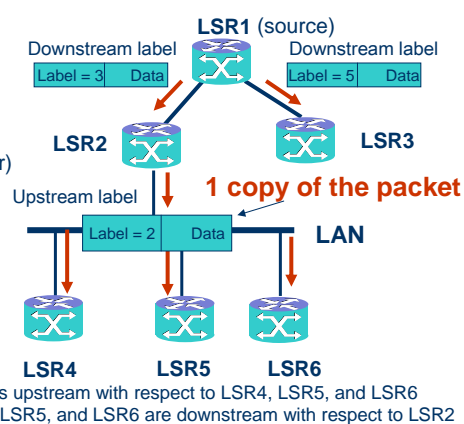 LSR1 (source)
Downstream label
Downstream label
Label = 3 Data
Label = 5 Data
LSR2
LSR3
r)
Upstream label
1 copy of the packet
Label = 2 Data
LAN
LSR4
LSR5
LSR6
s upstream with respect to LSR4, LSR5, and LSR6
LSR5, and LSR6 are downstream with respect to LSR2